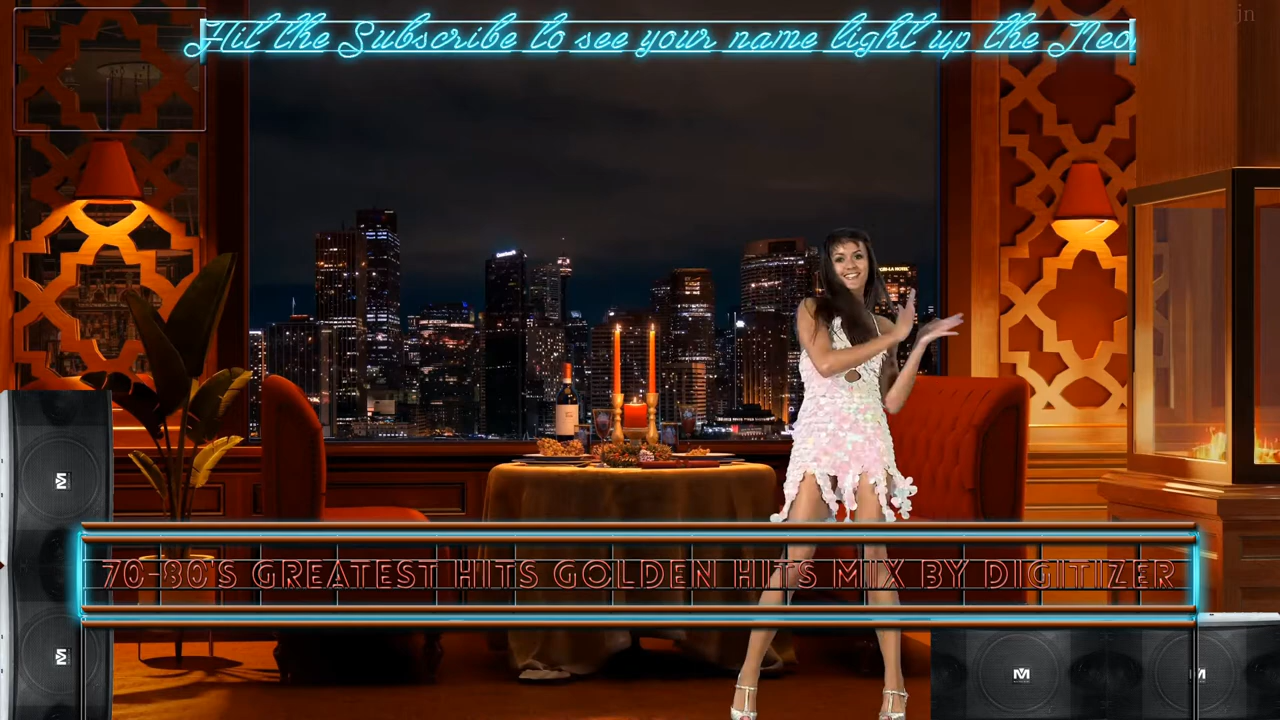 jn
Hit the Subscribe to see your name light up the Neo
70-80'S GREATEST HITS GOLDEN HITS MIX BY DIGITIZER